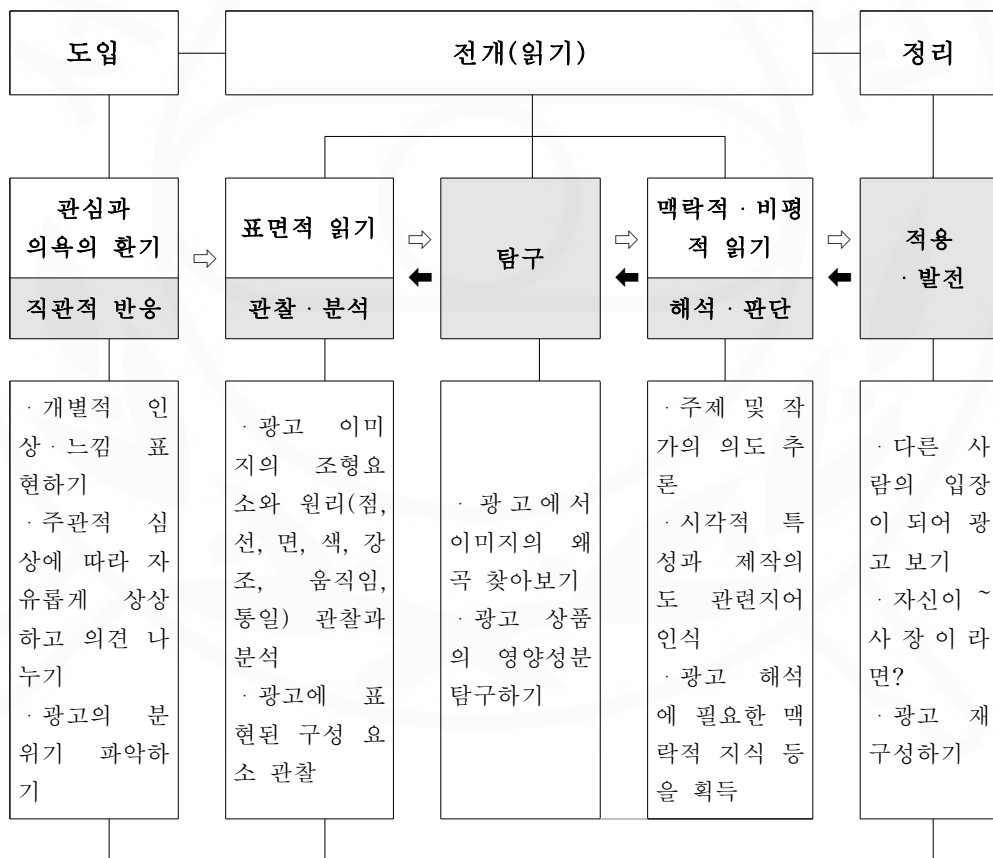 도입
전개(읽기)
정리
관심과
의욕의 환기
직관적 반응
표면적 읽기
관찰·분석
탐구
맥락적·비평
적 읽기
해석·판단
적용
·발전
⇨
⇨
⇨
⇨
🡄
🡄
🡄
· 개별적 인
상·느낌 표
현하기
· 주관적 심
상에 따라 자
유롭게 상상
하고 의견 나
누기
· 광고의 분
위기 파악하
기
· 광고 이미
지의 조형요
소와 원리(점,
선, 면, 색, 강
조, 움직임,
통일) 관찰과
분석
· 광고에 표
현된 구성 요
소 관찰
· 광고에서
이미지의 왜
곡 찾아보기
· 광고 상품
의 영양성분
탐구하기
· 주제 및 작
가의 의도 추
론
· 시각적 특
성과 제작의
도 관련지어
인식
· 광고 해석
에 필요한 맥
락적 지식 등
을 획득
· 다른 사
람의 입장
이 되어 광
고 보기
· 자신이 ~
사장이라
면?
· 광고 재
구성하기